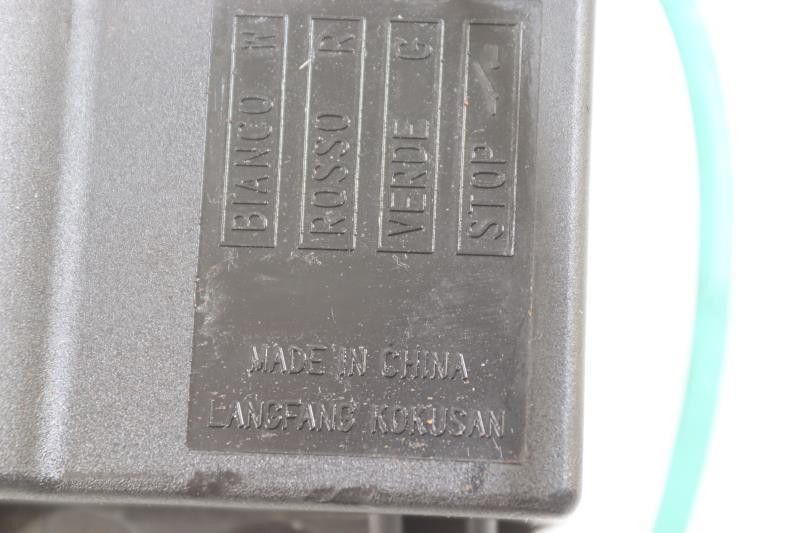 BIANCO W
ROSSO R
VERDE G
STOP
MADE IN CHINA
LANGFANG KOKUSAN